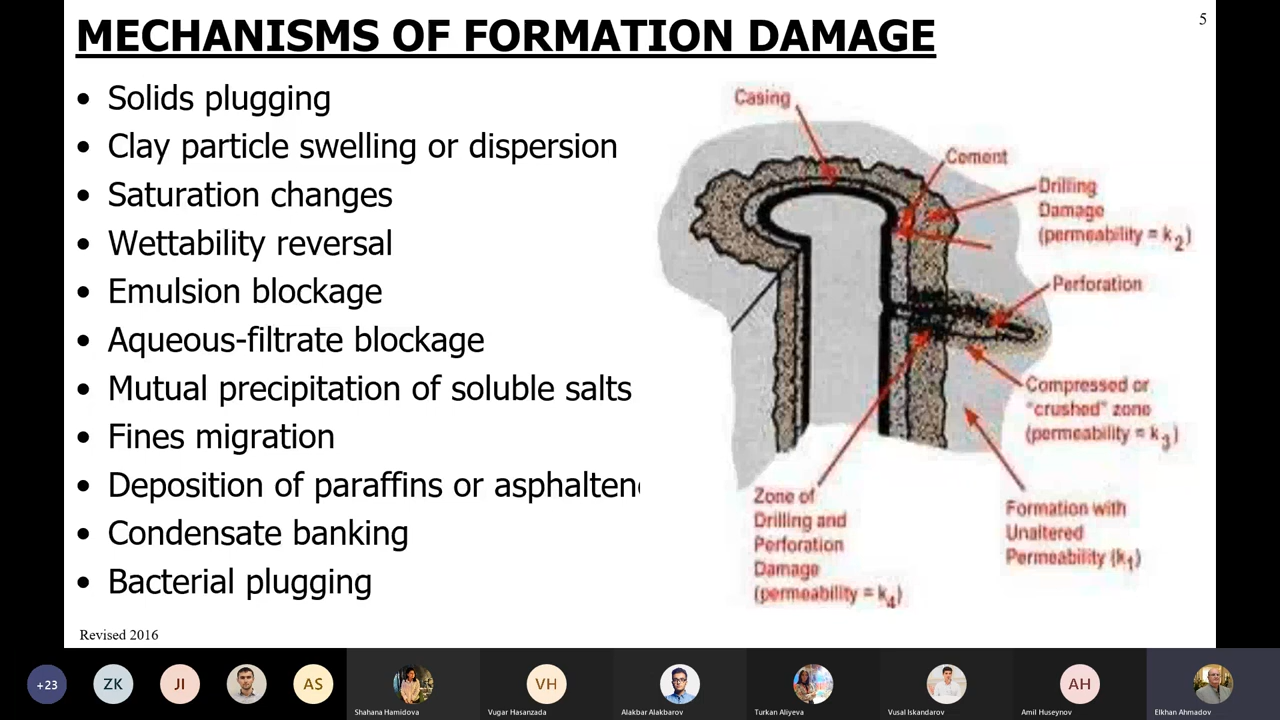 MECHANISMS OF FORMATION DAMAGE
5
• Solids plugging
• Clay particle swelling or dispersion
• Saturation changes
• Wettability reversal
• Emulsion blockage
• Aqueous-filtrate blockage
• Mutual precipitation of soluble salts
• Fines migration
• Deposition of paraffins or asphalten
• Condensate banking
• Bacterial plugging
Casing
Cement
Drilling
Damage
(permeability = k2)
Perforation
Compressed or
"crushed" zone
(permeability = k3)
Zone of
Drilling and
Perforation
Damage
(permeability = k4)
Formation with
Unaltered
Permeability (k1)
Revised 2016
+23
ZK
JI
AS
VH
AH
Shahana Hamidova
Vugar Hasanzada
Alakbar Alakbarov
Turkan Aliyeva
Vusal Iskandarov
Amil Huseynov
Elkhan Ahmadov